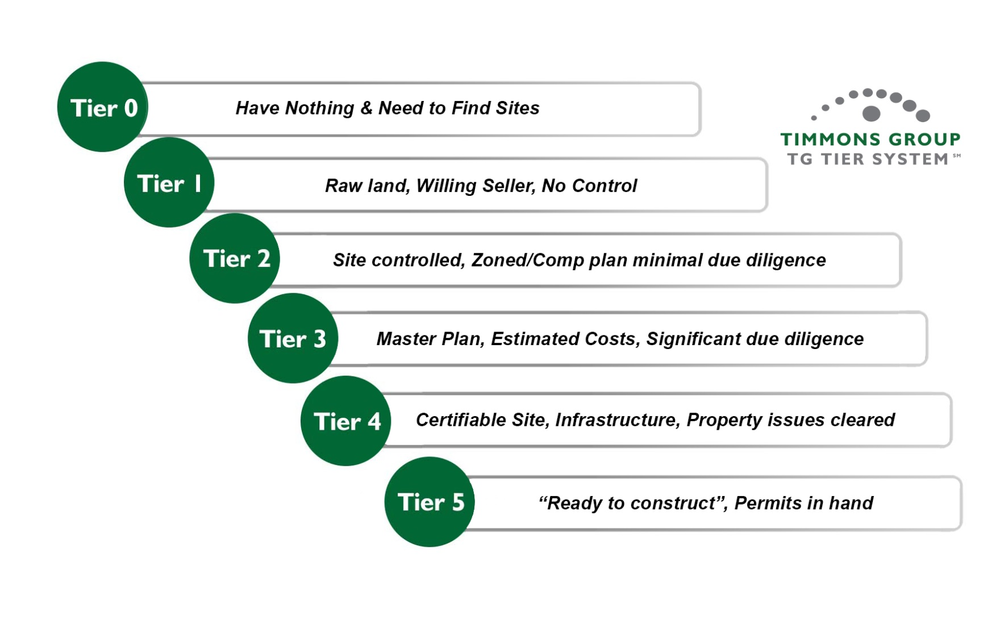 Tier 0
Have Nothing & Need to Find Sites
TIMMONS GROUP
TG TIER SYSTEM SM
Tier 1
Raw land, Willing Seller, No Control
Tier 2
Site controlled, Zoned/Comp plan minimal due diligence
Tier 3
Master Plan, Estimated Costs, Significant due diligence
Tier 4
Certifiable Site, Infrastructure, Property issues cleared
Tier 5
“Ready to construct”, Permits in hand